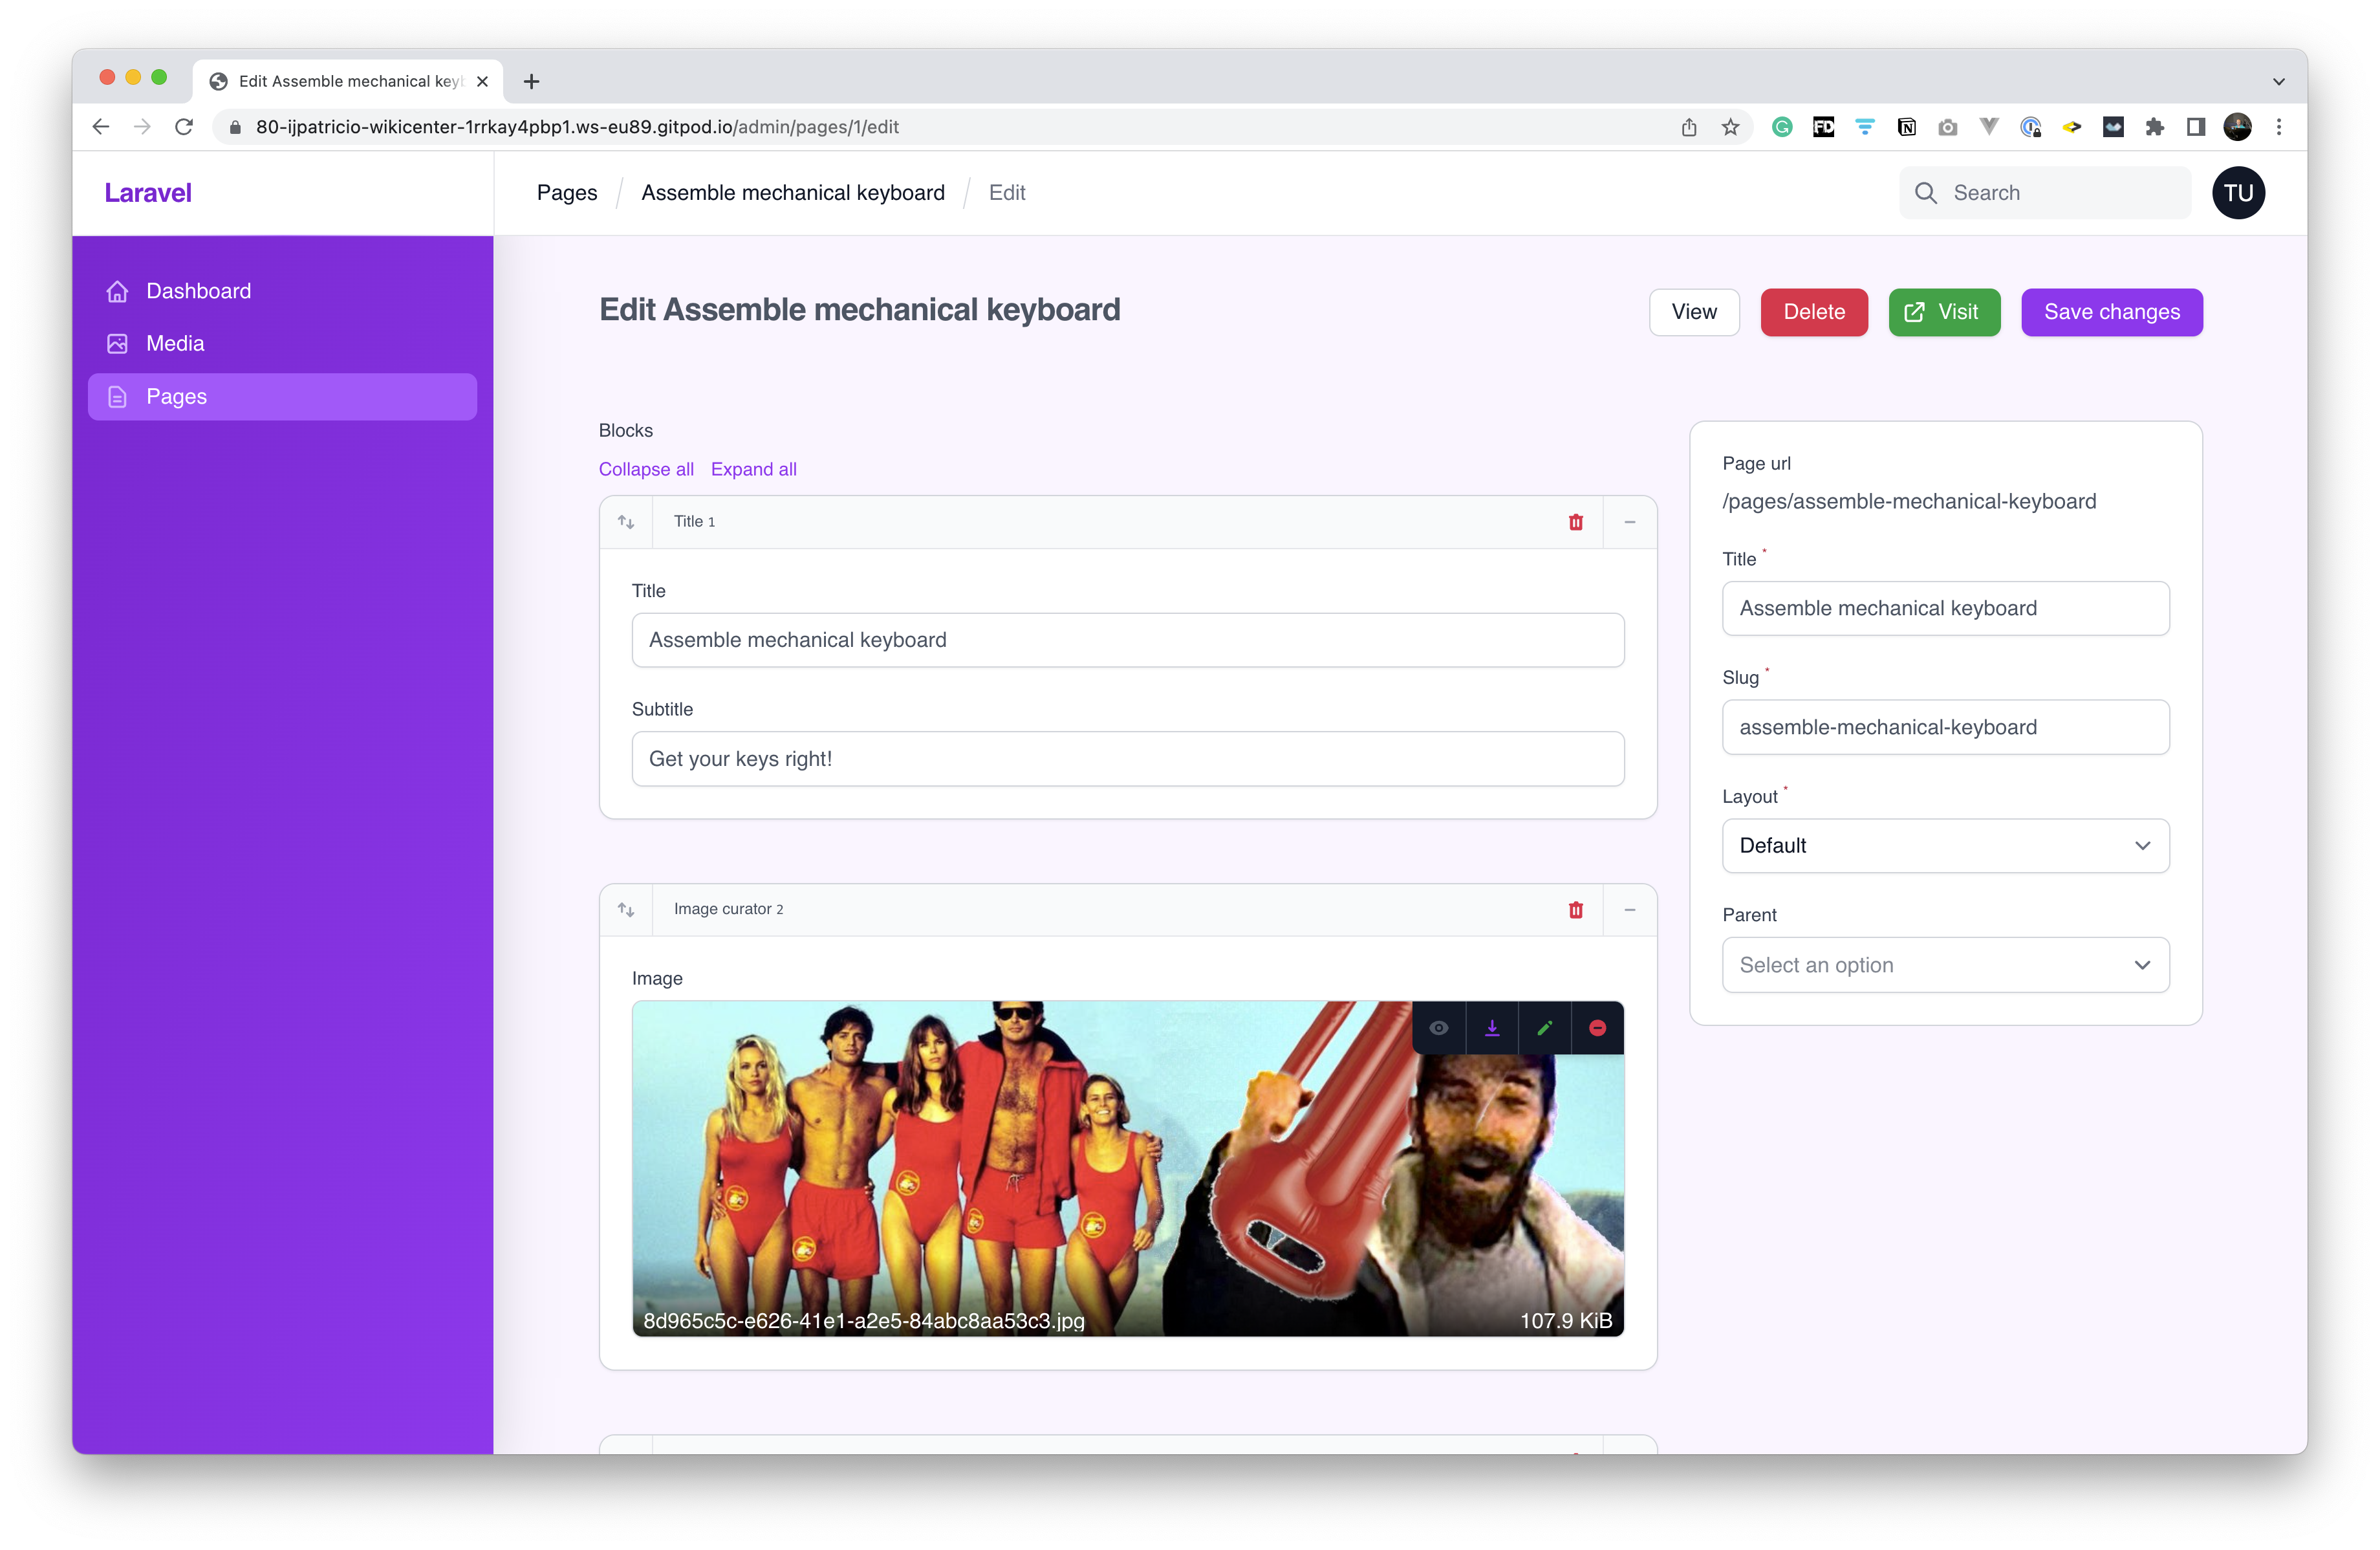 Edit Assemble mechanical keyb
80-ijpatricio-wikicenter-1rrkay4pbp1.ws-eu89.gitpod.io/admin/pages/1/edit
FD
N
Laravel
Pages / Assemble mechanical keyboard / Edit
Search
TU
Dashboard
Media
Pages
Edit Assemble mechanical keyboard
View
Delete
Visit
Save changes
Blocks
Collapse all Expand all
Title 1
Title
Assemble mechanical keyboard
Subtitle
Get your keys right!
Image curator 2
Image
8d965c5c-e626-41e1-a2e5-84abc8aa53c3.jpg
107.9 KiB
Page url
/pages/assemble-mechanical-keyboard
Title *
Assemble mechanical keyboard
Slug *
assemble-mechanical-keyboard
Layout *
Default
Parent
Select an option